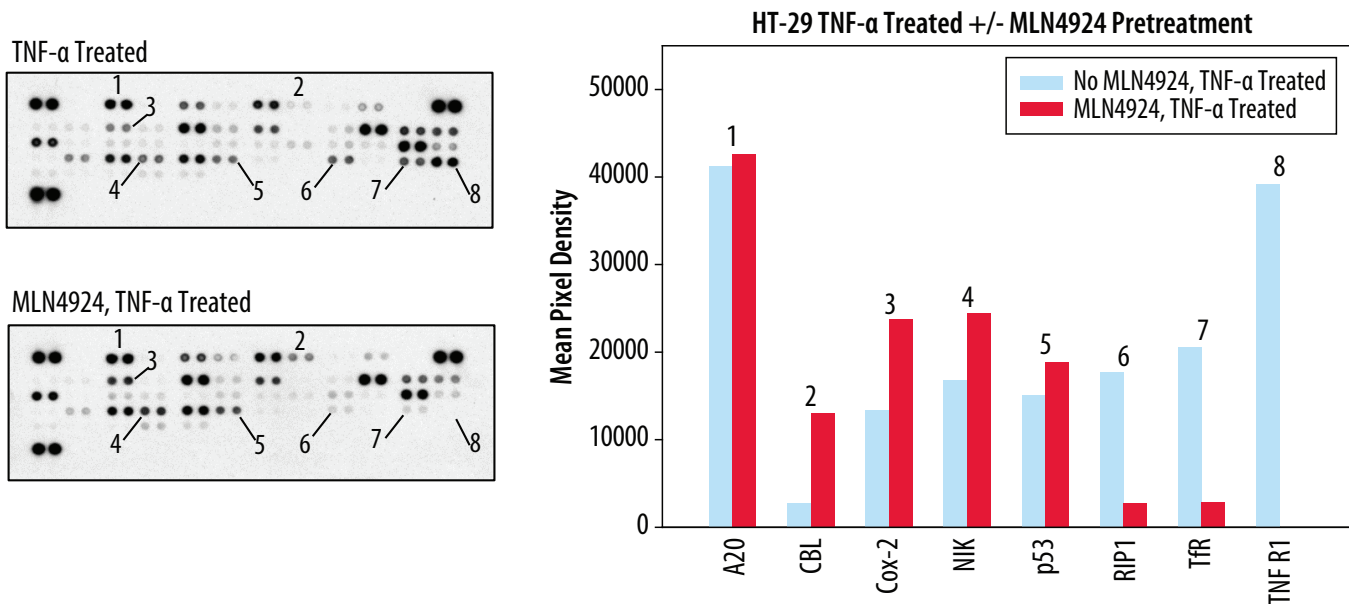 TNF-α Treated
1
2
3
4
5
6
7
8
MLN4924, TNF-α Treated
1
2
3
4
5
6
7
8
HT-29 TNF-α Treated +/- MLN4924 Pretreatment
No MLN4924, TNF-α Treated
MLN4924, TNF-α Treated
Mean Pixel Density
50000
40000
30000
20000
10000
0
1
2
3
4
5
6
7
8
A20
CBL
Cox-2
NIK
p53
RIP1
TfR
TNF R1